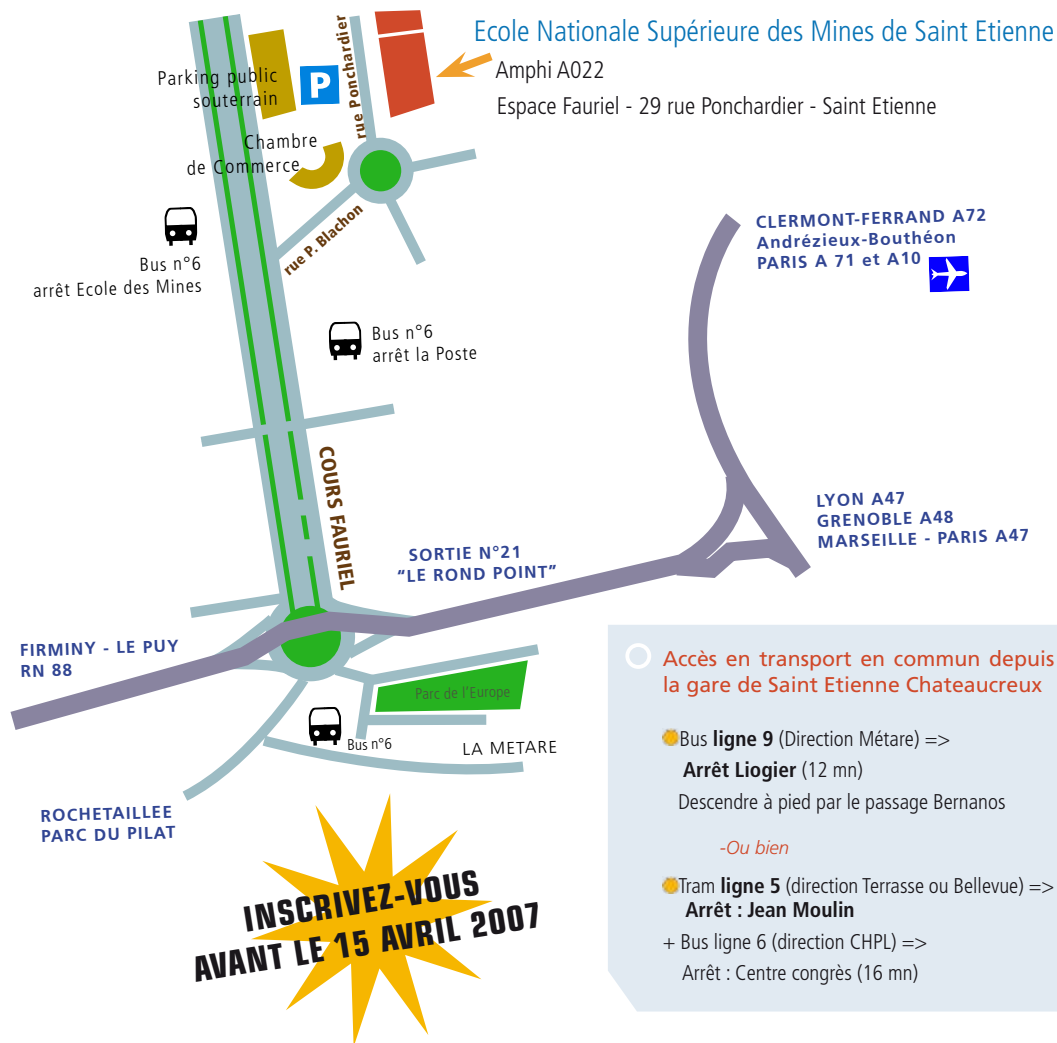 Ecole Nationale Supérieure des Mines de Saint Etienne
Amphi A022
Espace Fauriel - 29 rue Ponchardier - Saint Etienne
Parking public
souterrain
P
rue Ponchardier
Chambre
de Commerce
rue P. Blachon
Bus n°6
arrêt Ecole des Mines
Bus n°6
arrêt la Poste
CLERMONT-FERRAND A72
Andrézieux-Bouthéon
PARIS A 71 et A10
COURS FAURIEL
LYON A47
GRENOBLE A48
MARSEILLE - PARIS A47
SORTIE N°21
“LE ROND POINT”
FIRMINY - LE PUY
RN 88
Parc de l'Europe
Bus n°6
LA METARE
ROCHETAILLEE
PARC DU PILAT
INSCRIVEZ-VOUS
AVANT LE 15 AVRIL 2007
Accès en transport en commun depuis
la gare de Saint Etienne Chateaucreux
Bus ligne 9 (Direction Métare) =>
Arrêt Liogier (12 mn)
Descendre à pied par le passage Bernanos
-Ou bien
Tram ligne 5 (direction Terrasse ou Bellevue) =>
Arrêt : Jean Moulin
+ Bus ligne 6 (direction CHPL) =>
Arrêt : Centre congrès (16 mn)